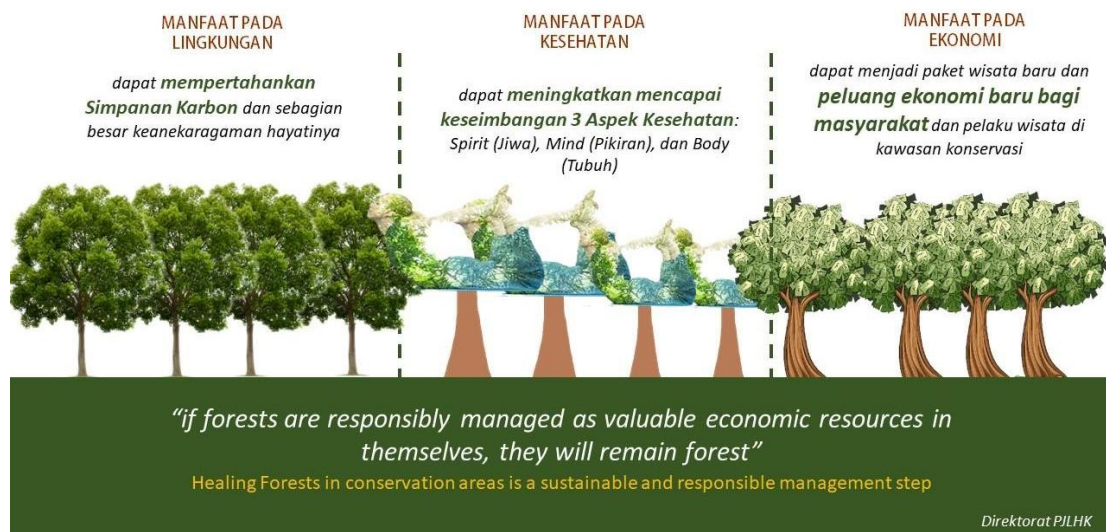 MANFAAT PADA
LINGKUNGAN
dapat mempertahankan
Simpanan Karbon dan sebagian
besar keanekaragaman hayatinya
MANFAAT PADA
KESEHATAN
dapat meningkatkan mencapai
keseimbangan 3 Aspek Kesehatan:
Spirit (Jiwa), Mind (Pikiran), dan Body
(Tubuh)
MANFAAT PADA
EKONOMI
dapat menjadi paket wisata baru dan
peluang ekonomi baru bagi
masyarakat dan pelaku wisata di
kawasan konservasi
“if forests are responsibly managed as valuable economic resources in
themselves, they will remain forest”
Healing Forests in conservation areas is a sustainable and responsible management step
Direktorat PJLHK